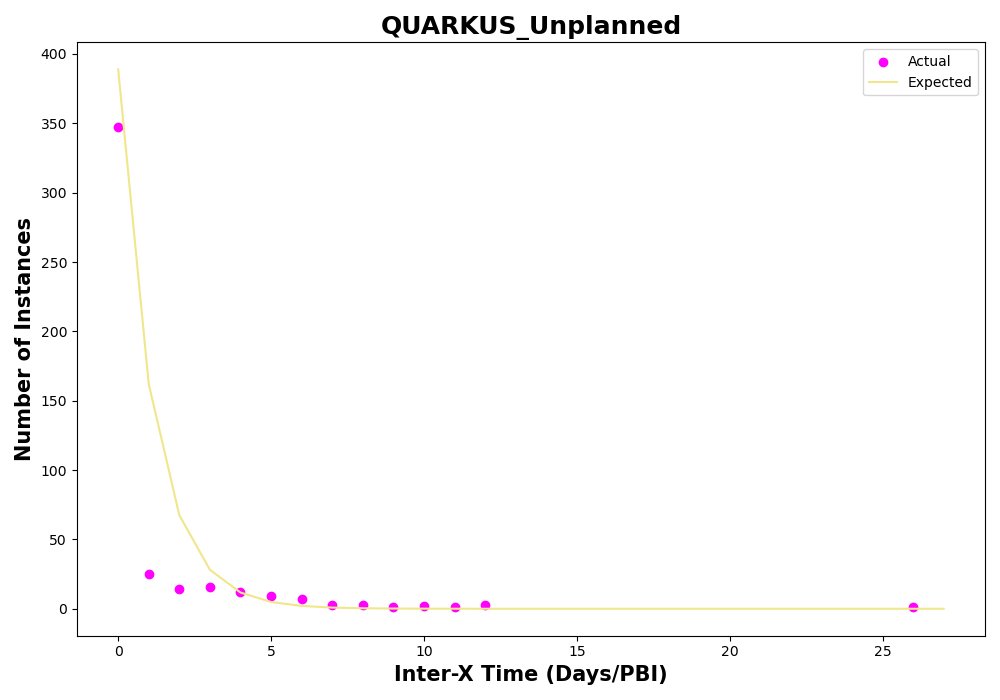 QUARKUS_Unplanned
Actual
Expected
400
350
300
250
200
150
100
50
0
Number of Instances
0 5 10 15 20 25
Inter-X Time (Days/PBI)